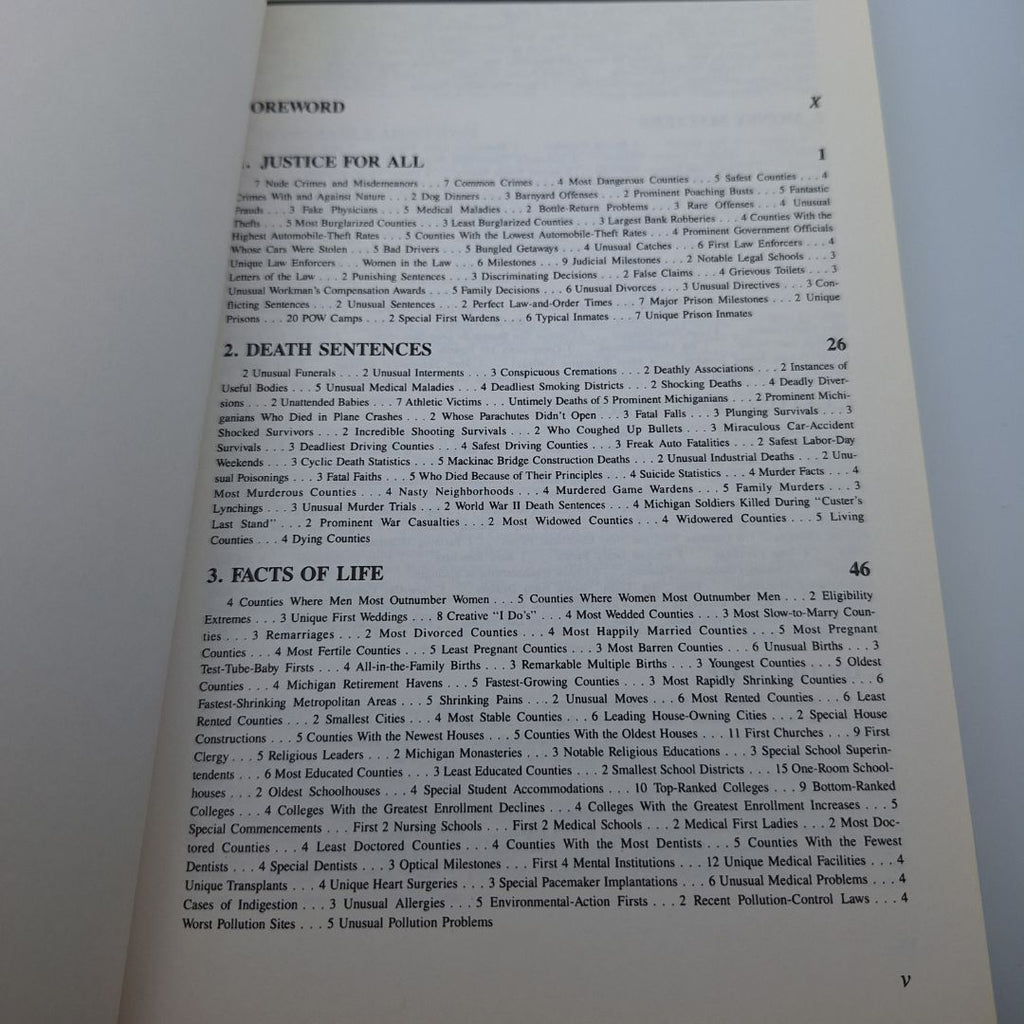 OREWORD X
. JUSTICE FOR ALL 1
7 Nude Crimes and Misdemeanors . . . 7 Common Crimes . . . 4 Most Dangerous Counties . . . 5 Safest Counties . . . 4
Crimes With and Against Nature . . . 2 Dog Dinners . . . 3 Barnyard Offenses . . . 2 Prominent Poaching Busts . . . 5 Fantastic
Frauds . . . 3 Fake Physicians . . . 5 Medical Maladies . . . 2 Bottle-Return Problems . . . 3 Rare Offenses . . . 4 Unusual
Thefts . . . 5 Most Burglarized Counties . . . 3 Least Burglarized Counties . . . 3 Largest Bank Robberies . . . 4 Counties With the
Highest Automobile-Theft Rates . . . 5 Counties With the Lowest Automobile-Theft Rates . . . 4 Prominent Government Officials
Whose Cars Were Stolen . . . 5 Bad Drivers . . . 5 Bungled Getaways . . . 4 Unusual Catches . . . 6 First Law Enforcers . . . 4
Unique Law Enforcers . . . Women in the Law . . . 6 Milestones . . . 9 Judicial Milestones . . . 2 Notable Legal Schools . . . 3
Letters of the Law . . . 2 Punishing Sentences . . . 3 Discriminating Decisions . . . 2 False Claims . . . 4 Grievous Toilets . . . 3
Unusual Workman's Compensation Awards . . . 5 Family Decisions . . . 6 Unusual Divorces . . . 3 Unusual Directives . . . 3 Con-
flicting Sentences . . . 2 Unusual Sentences . . . 2 Perfect Law-and-Order Times . . . 7 Major Prison Milestones . . . 2 Unique
Prisons . . . 20 POW Camps . . . 2 Special First Wardens . . . 6 Typical Inmates . . . 7 Unique Prison Inmates
2. DEATH SENTENCES 26
2 Unusual Funerals . . . 2 Unusual Interments . . . 3 Conspicuous Cremations . . . 2 Deathly Associations . . . 2 Instances of
Useful Bodies . . . 5 Unusual Medical Maladies . . . 4 Deadliest Smoking Districts . . . 2 Shocking Deaths . . . 4 Deadly Diver-
sions . . . 2 Unattended Babies . . . 7 Athletic Victims . . . Untimely Deaths of 5 Prominent Michiganians . . . 2 Prominent Michi-
ganians Who Died in Plane Crashes . . . 2 Whose Parachutes Didn't Open . . . 3 Fatal Falls . . . 3 Plunging Survivals . . . 3
Shocked Survivors . . . 2 Incredible Shooting Survivals . . . 2 Who Coughed Up Bullets . . . 3 Miraculous Car-Accident
Survivals . . . 3 Deadliest Driving Counties . . . 4 Safest Driving Counties . . . 3 Freak Auto Fatalities . . . 2 Safest Labor-Day
Weekends . . . 3 Cyclic Death Statistics . . . 5 Mackinac Bridge Construction Deaths . . . 2 Unusual Industrial Deaths . . . 2 Unu-
sual Poisonings . . . 3 Fatal Faiths . . . 5 Who Died Because of Their Principles . . . 4 Suicide Statistics . . . 4 Murder Facts . . . 4
Most Murderous Counties . . . 4 Nasty Neighborhoods . . . 4 Murdered Game Wardens . . . 5 Family Murders . . . 3
Lynchings . . . 3 Unusual Murder Trials . . . 2 World War II Death Sentences . . . 4 Michigan Soldiers Killed During "Custer's
Last Stand" . . . 2 Prominent War Casualties . . . 2 Most Widowed Counties . . . 4 Widowered Counties . . . 5 Living
Counties . . . 4 Dying Counties
3. FACTS OF LIFE 46
4 Counties Where Men Most Outnumber Women . . . 5 Counties Where Women Most Outnumber Men . . . 2 Eligibility
Extremes . . . 3 Unique First Weddings . . . 8 Creative "I Do's" . . . 4 Most Wedded Counties . . . 3 Most Slow-to-Marry Coun-
ties . . . 3 Remarriages . . . 2 Most Divorced Counties . . . 4 Most Happily Married Counties . . . 5 Most Pregnant
Counties . . . 4 Most Fertile Counties . . . 5 Least Pregnant Counties . . . 3 Most Barren Counties . . . 6 Unusual Births . . . 3
Test-Tube-Baby Firsts . . . 4 All-in-the-Family Births . . . 3 Remarkable Multiple Births . . . 3 Youngest Counties . . . 5 Oldest
Counties . . . 4 Michigan Retirement Havens . . . 5 Fastest-Growing Counties . . . 3 Most Rapidly Shrinking Counties . . . 6
Fastest-Shrinking Metropolitan Areas . . . 5 Shrinking Pains . . . 2 Unusual Moves . . . 6 Most Rented Counties . . . 6 Least
Rented Counties . . . 2 Smallest Cities . . . 4 Most Stable Counties . . . 6 Leading House-Owning Cities . . . 2 Special House
Constructions . . . 5 Counties With the Newest Houses . . . 5 Counties With the Oldest Houses . . . 11 First Churches . . . 9 First
Clergy . . . 5 Religious Leaders . . . 2 Michigan Monasteries . . . 3 Notable Religious Educations . . . 3 Special School Superin-
tendents . . . 6 Most Educated Counties . . . 3 Least Educated Counties . . . 2 Smallest School Districts . . . 15 One-Room School-
houses . . . 2 Oldest Schoolhouses . . . 4 Special Student Accommodations . . . 10 Top-Ranked Colleges . . . 9 Bottom-Ranked
Colleges . . . 4 Colleges With the Greatest Enrollment Declines . . . 4 Colleges With the Greatest Enrollment Increases . . . 5
Special Commencements . . . First 2 Nursing Schools . . . First 2 Medical Schools . . . 2 Medical First Ladies . . . 2 Most Doc-
tored Counties . . . 4 Least Doctored Counties . . . 4 Counties With the Most Dentists . . . 5 Counties With the Fewest
Dentists . . . 4 Special Dentists . . . 3 Optical Milestones . . . First 4 Mental Institutions . . . 12 Unique Medical Facilities . . . 4
Unique Transplants . . . 4 Unique Heart Surgeries . . . 3 Special Pacemaker Implantations . . . 6 Unusual Medical Problems . . . 4
Cases of Indigestion . . . 3 Unusual Allergies . . . 5 Environmental-Action Firsts . . . 2 Recent Pollution-Control Laws . . . 4
Worst Pollution Sites . . . 5 Unusual Pollution Problems
v